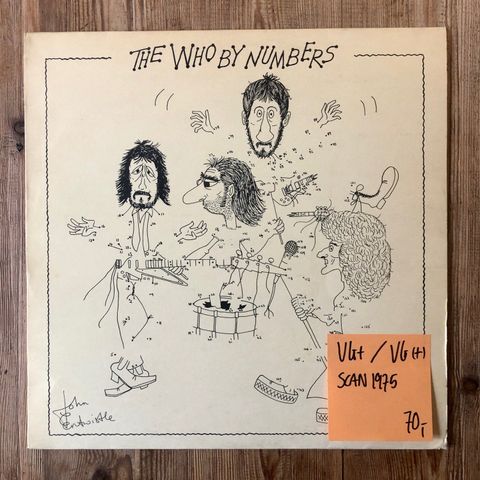 THE WHO BY NUMBERS
John
Entwistle
VG+ / VG(+)
SCAN 1975
70,-